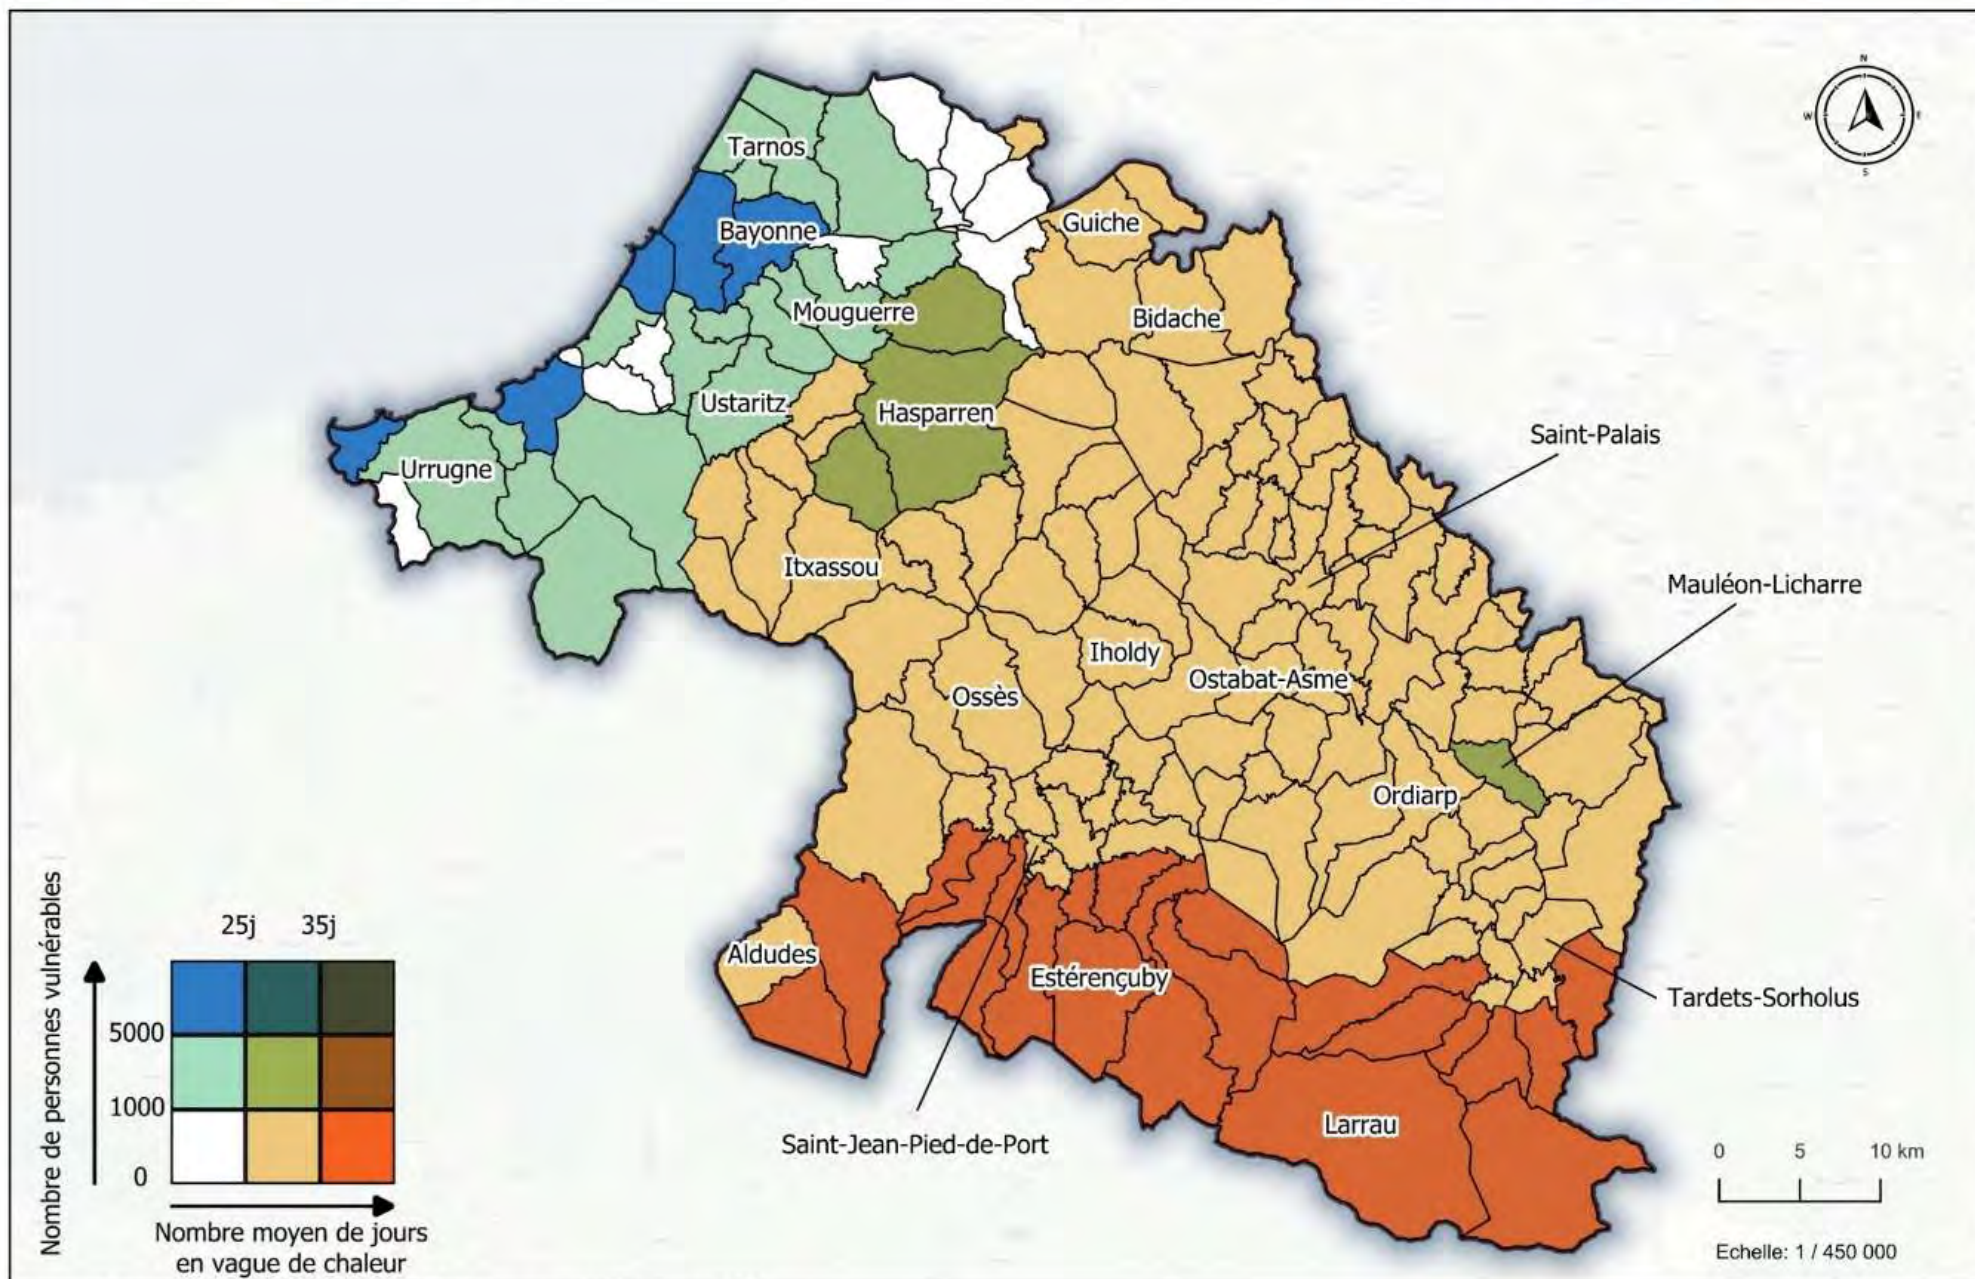 N
W
E
S
Tarnos
Bayonne
Guiche
Mouguerre
Bidache
Ustaritz
Hasparren
Saint-Palais
Urrugne
Itxassou
Mauléon-Licharre
Iholdy
Ostabat-Asme
Ossès
Ordiarp
Aldudes
Estérençuby
Tardets-Sorholus
Larrau
Saint-Jean-Pied-de-Port
Nombre de personnes vulnérables
25j 35j
5000
1000
0
Nombre moyen de jours
en vague de chaleur
0 5 10 km
Echelle: 1 / 450 000